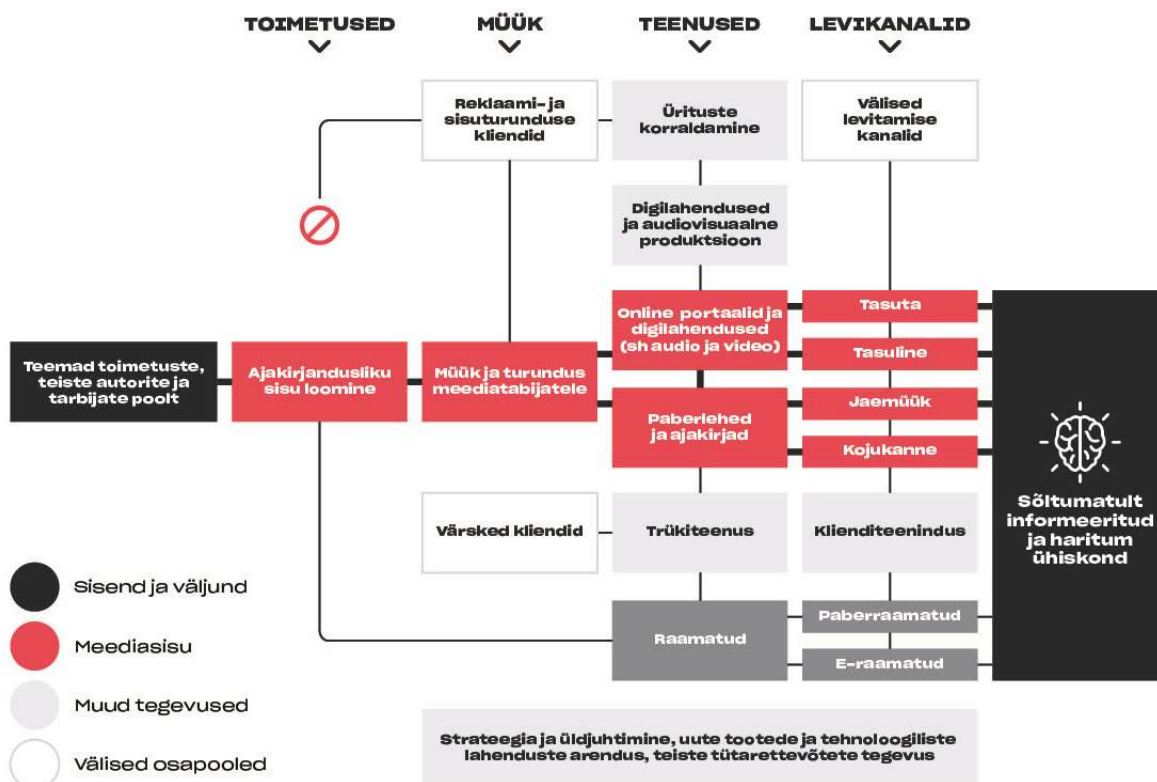 TOIMETUSED
MÜÜK
TEENUSED
LEVIKANALID
Reklaami- ja
sisuturunduse
kliendid
Ürituste
korraldamine
Välised
levitamise
kanalid
Digilahendused
ja audiovisuaalne
produktsioon
Teemad toimetuste,
teiste autorite ja
tarbijate poolt
Ajakirjandusliku
sisu loomine
Müük ja turundus
meediatabijatele
Online portaalid ja
digilahendused
(sh audio ja video)
Paberlehed
ja ajakirjad
Tasuta
Tasuline
Jaemüük
Kojukanne
Sõltumatult
informeeritud
ja haritum
ühiskond
Värsked kliendid
Trükiteenus
Klienditeenindus
Raamatud
Paberraamatud
E-raamatud
Sisend ja väljund
Meediasisu
Muud tegevused
Välised osapooled
Strateegia ja üldjuhtimine, uute tootede ja tehnoloogiliste
lahenduste arendus, teiste tütarettevõtete tegevus